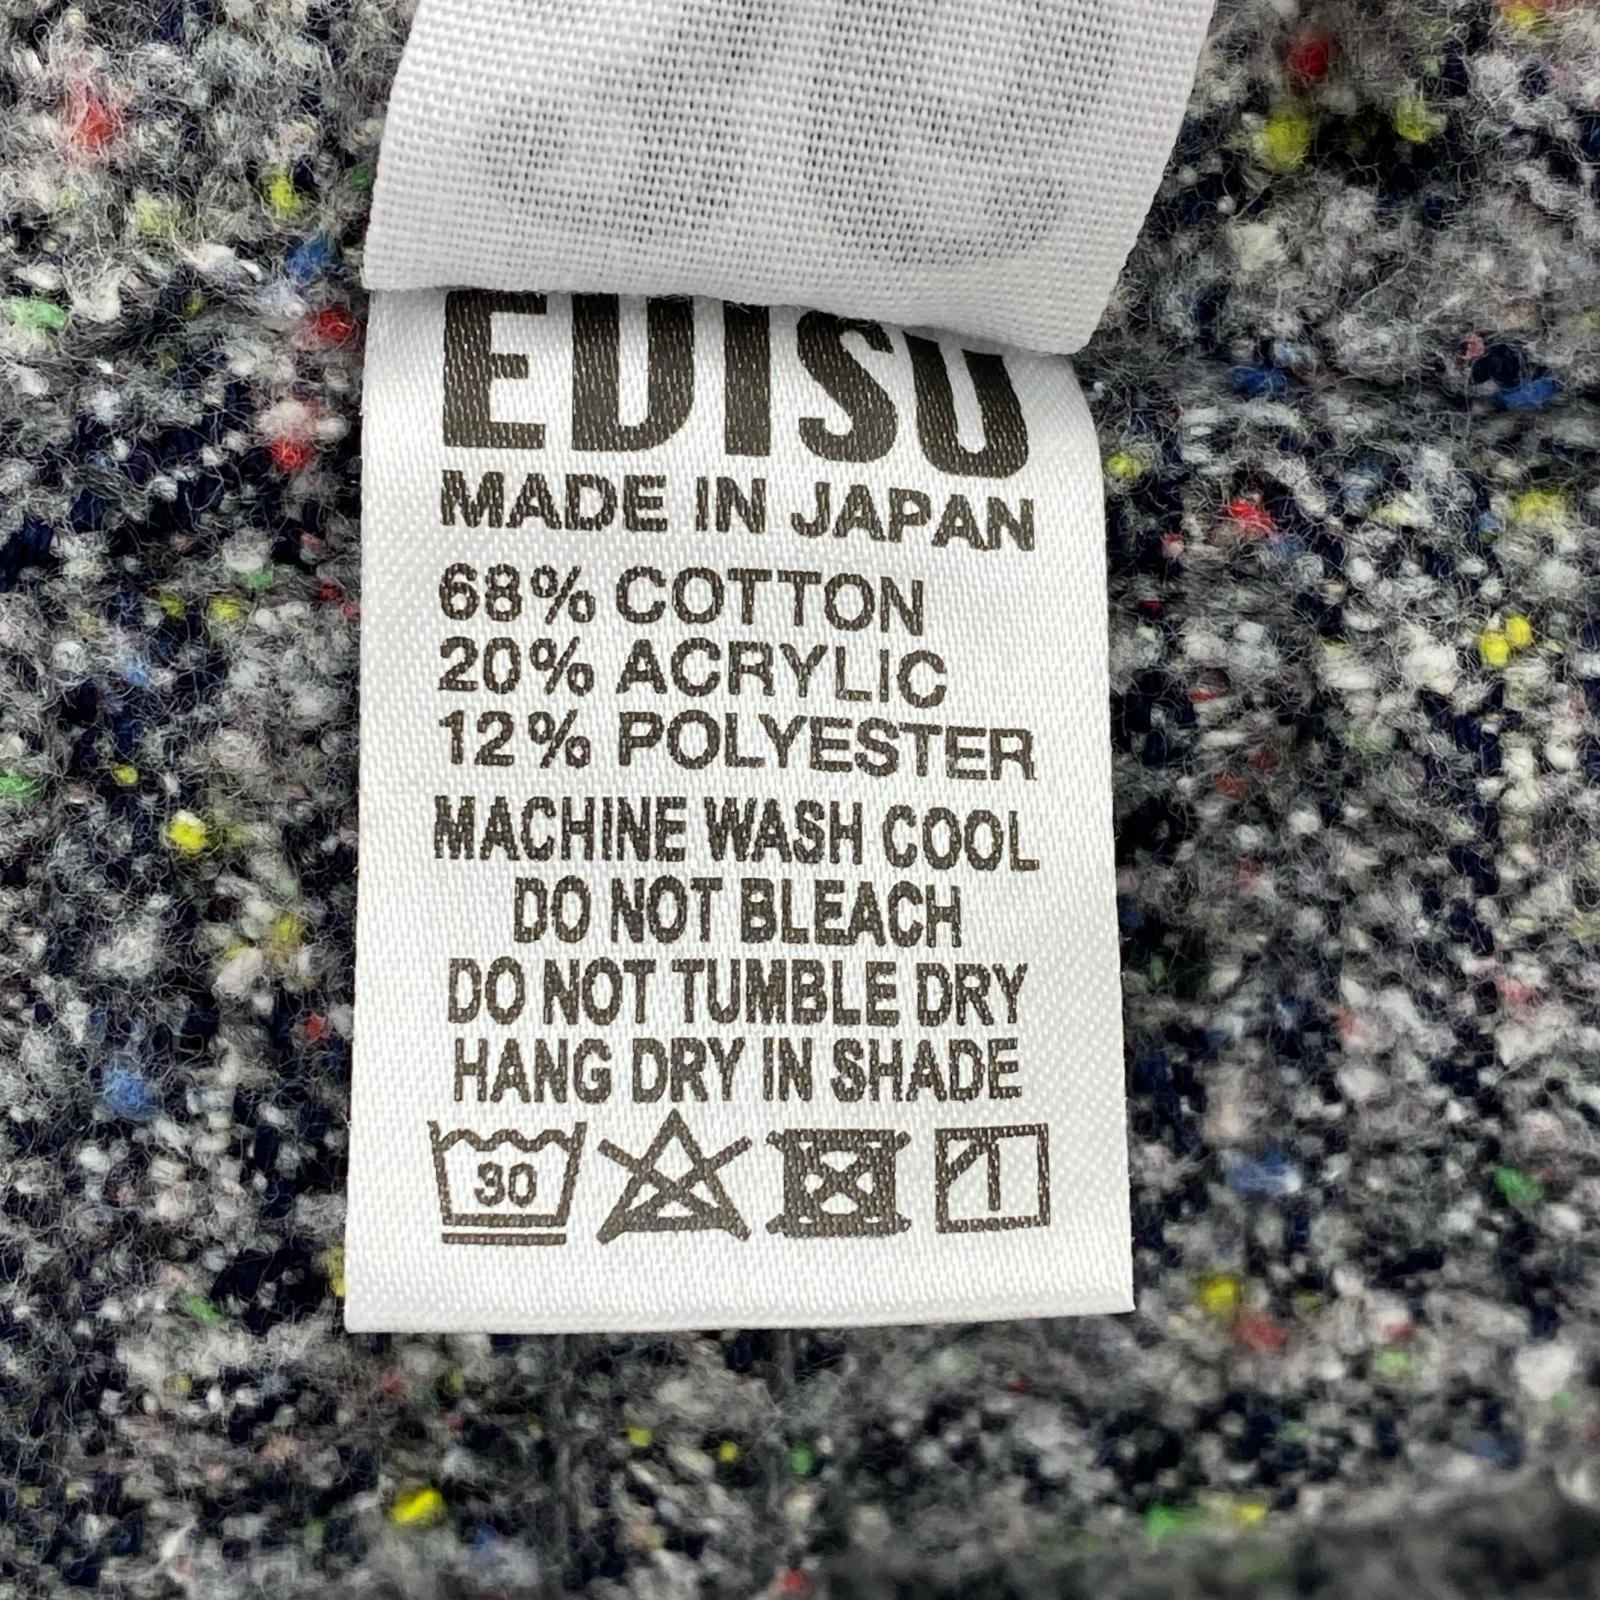 EDISU
MADE IN JAPAN
68% COTTON
20% ACRYLIC
12% POLYESTER
MACHINE WASH COOL
DO NOT BLEACH
DO NOT TUMBLE DRY
HANG DRY IN SHADE
30